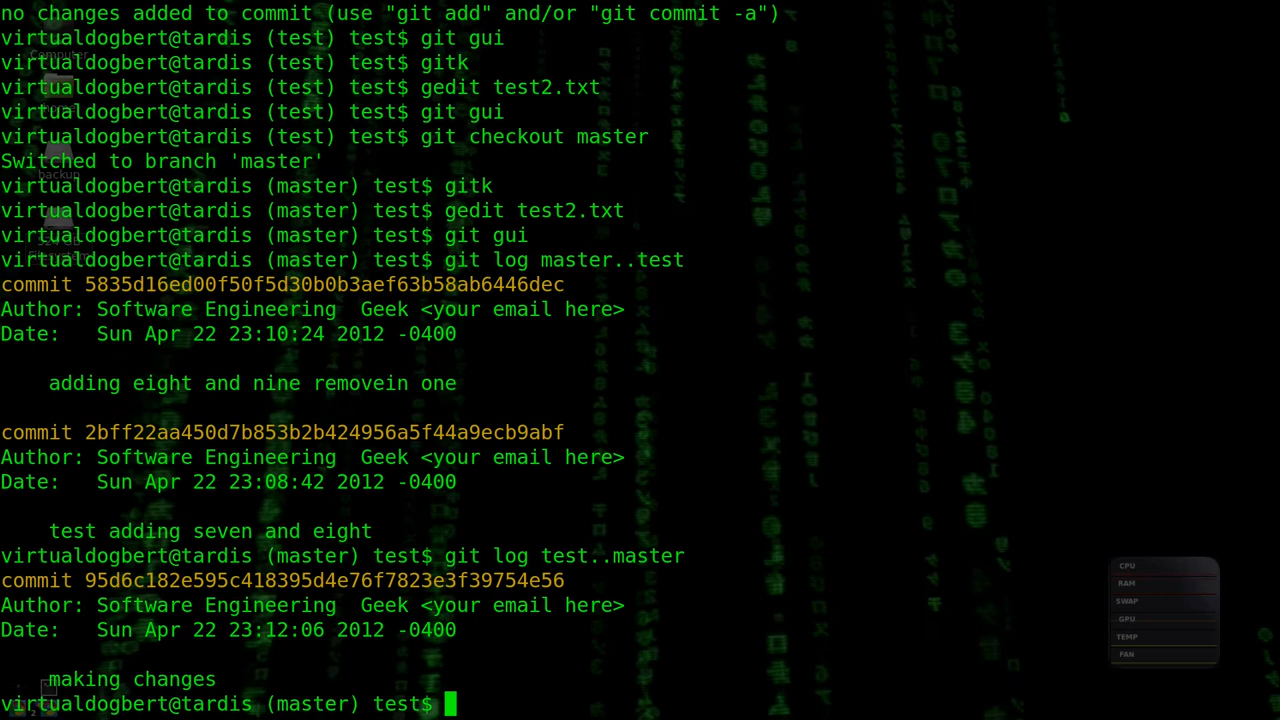 no changes added to commit (use "git add" and/or "git commit -a")
virtualdogbert@tardis (test) test$ git gui
virtualdogbert@tardis (test) test$ gitk
virtualdogbert@tardis (test) test$ gedit test2.txt
virtualdogbert@tardis (test) test$ git gui
virtualdogbert@tardis (test) test$ git checkout master
Switched to branch 'master'
virtualdogbert@tardis (master) test$ gitk
virtualdogbert@tardis (master) test$ gedit test2.txt
virtualdogbert@tardis (master) test$ git gui
virtualdogbert@tardis (master) test$ git log master..test
commit 5835d16ed00f50f5d30b0b3aef63b58ab6446dec
Author: Software Engineering  Geek <your email here>
Date:   Sun Apr 22 23:10:24 2012 -0400
    adding eight and nine removein one
commit 2bff22aa450d7b853b2b424956a5f44a9ecb9abf
Author: Software Engineering  Geek <your email here>
Date:   Sun Apr 22 23:08:42 2012 -0400
    test adding seven and eight
virtualdogbert@tardis (master) test$ git log test..master
commit 95d6c182e595c418395d4e76f7823e3f39754e56
Author: Software Engineering  Geek <your email here>
Date:   Sun Apr 22 23:12:06 2012 -0400
    making changes
virtualdogbert@tardis (master) test$
Computer
backup
CPU
RAM
SWAP
GPU
TEMP
FAN